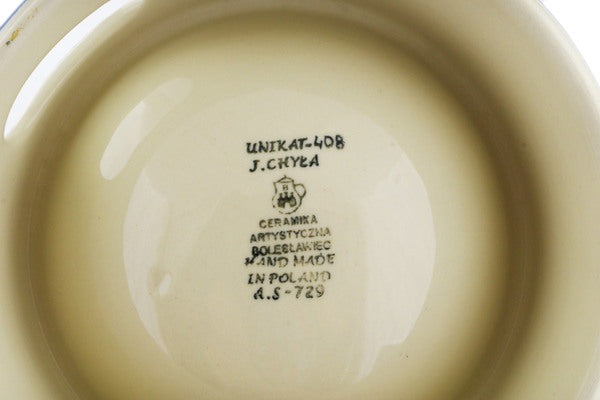 UNIKAT-408
J. CHYŁA
B
CERAMIKA
ARTYSTYCZNA
BOLESŁAWIEC
HAND MADE
IN POLAND
A.S-729